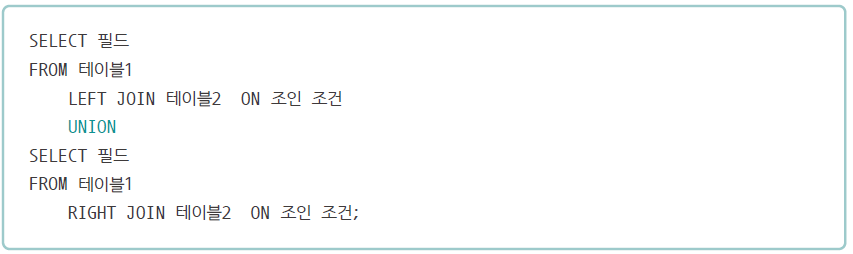 SELECT 필드
FROM 테이블1
LEFT JOIN 테이블2 ON 조인 조건
UNION
SELECT 필드
FROM 테이블1
RIGHT JOIN 테이블2 ON 조인 조건;